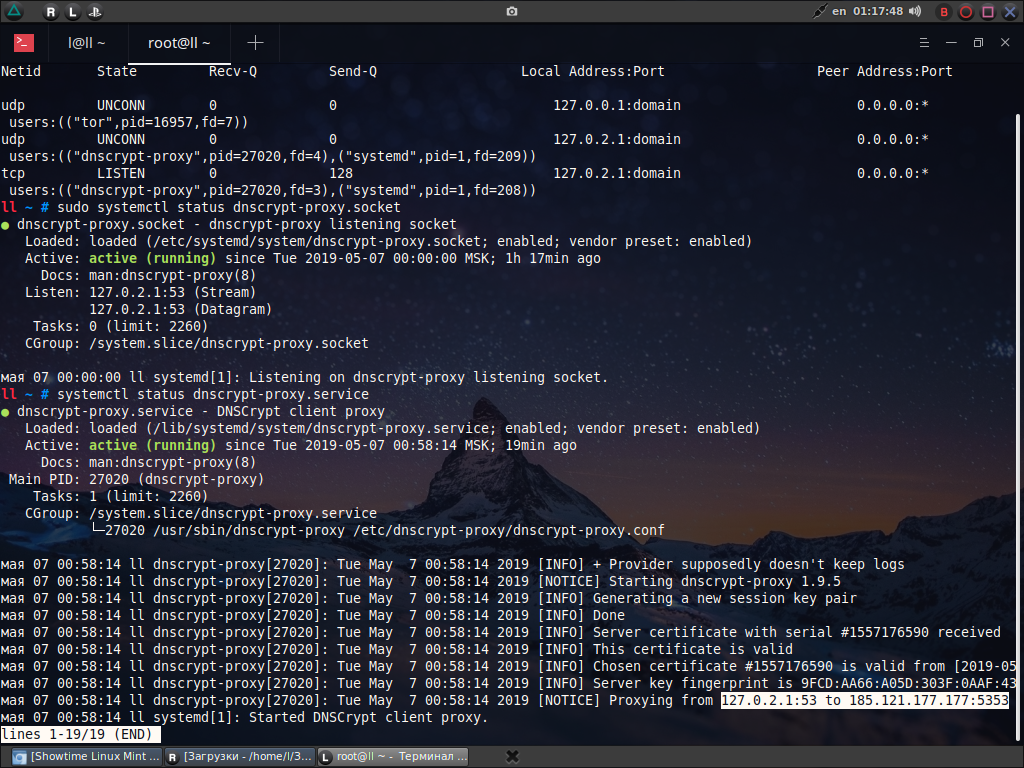 R L en 01:17:48 B
l@ll ~ root@ll ~
Netid State Recv-Q Send-Q Local Address:Port Peer Address:Port
udp UNCONN 0 0 127.0.0.1:domain 0.0.0.0:*
users:(("tor",pid=16957,fd=7))
udp UNCONN 0 0 127.0.2.1:domain 0.0.0.0:*
users:(("dnscrypt-proxy",pid=27020,fd=4),("systemd",pid=1,fd=209))
tcp LISTEN 0 128 127.0.2.1:domain 0.0.0.0:*
users:(("dnscrypt-proxy",pid=27020,fd=3),("systemd",pid=1,fd=208))
ll ~ # sudo systemctl status dnscrypt-proxy.socket
● dnscrypt-proxy.socket - dnscrypt-proxy listening socket
Loaded: loaded (/etc/systemd/system/dnscrypt-proxy.socket; enabled; vendor preset: enabled)
Active: active (running) since Tue 2019-05-07 00:00:00 MSK; 1h 17min ago
Docs: man:dnscrypt-proxy(8)
Listen: 127.0.2.1:53 (Stream)
127.0.2.1:53 (Datagram)
Tasks: 0 (limit: 2260)
CGroup: /system.slice/dnscrypt-proxy.socket
мая 07 00:00:00 ll systemd[1]: Listening on dnscrypt-proxy listening socket.
ll ~ # systemctl status dnscrypt-proxy.service
● dnscrypt-proxy.service - DNSCrypt client proxy
Loaded: loaded (/lib/systemd/system/dnscrypt-proxy.service; enabled; vendor preset: enabled)
Active: active (running) since Tue 2019-05-07 00:58:14 MSK; 19min ago
Docs: man:dnscrypt-proxy(8)
Main PID: 27020 (dnscrypt-proxy)
Tasks: 1 (limit: 2260)
CGroup: /system.slice/dnscrypt-proxy.service
└─27020 /usr/sbin/dnscrypt-proxy /etc/dnscrypt-proxy/dnscrypt-proxy.conf
мая 07 00:58:14 ll dnscrypt-proxy[27020]: Tue May 7 00:58:14 2019 [INFO] + Provider supposedly doesn't keep logs
мая 07 00:58:14 ll dnscrypt-proxy[27020]: Tue May 7 00:58:14 2019 [NOTICE] Starting dnscrypt-proxy 1.9.5
мая 07 00:58:14 ll dnscrypt-proxy[27020]: Tue May 7 00:58:14 2019 [INFO] Generating a new session key pair
мая 07 00:58:14 ll dnscrypt-proxy[27020]: Tue May 7 00:58:14 2019 [INFO] Done
мая 07 00:58:14 ll dnscrypt-proxy[27020]: Tue May 7 00:58:14 2019 [INFO] Server certificate with serial #1557176590 received
мая 07 00:58:14 ll dnscrypt-proxy[27020]: Tue May 7 00:58:14 2019 [INFO] This certificate is valid
мая 07 00:58:14 ll dnscrypt-proxy[27020]: Tue May 7 00:58:14 2019 [INFO] Chosen certificate #1557176590 is valid from [2019-05
мая 07 00:58:14 ll dnscrypt-proxy[27020]: Tue May 7 00:58:14 2019 [INFO] Server key fingerprint is 9FCD:AA66:A05D:303F:0AAF:43
мая 07 00:58:14 ll dnscrypt-proxy[27020]: Tue May 7 00:58:14 2019 [NOTICE] Proxying from 127.0.2.1:53 to 185.121.177.177:5353
мая 07 00:58:14 ll systemd[1]: Started DNSCrypt client proxy.
lines 1-19/19 (END)
[Showtime Linux Mint ... R [Загрузки - /home/l/З... L root@ll ~ - Терминал ...